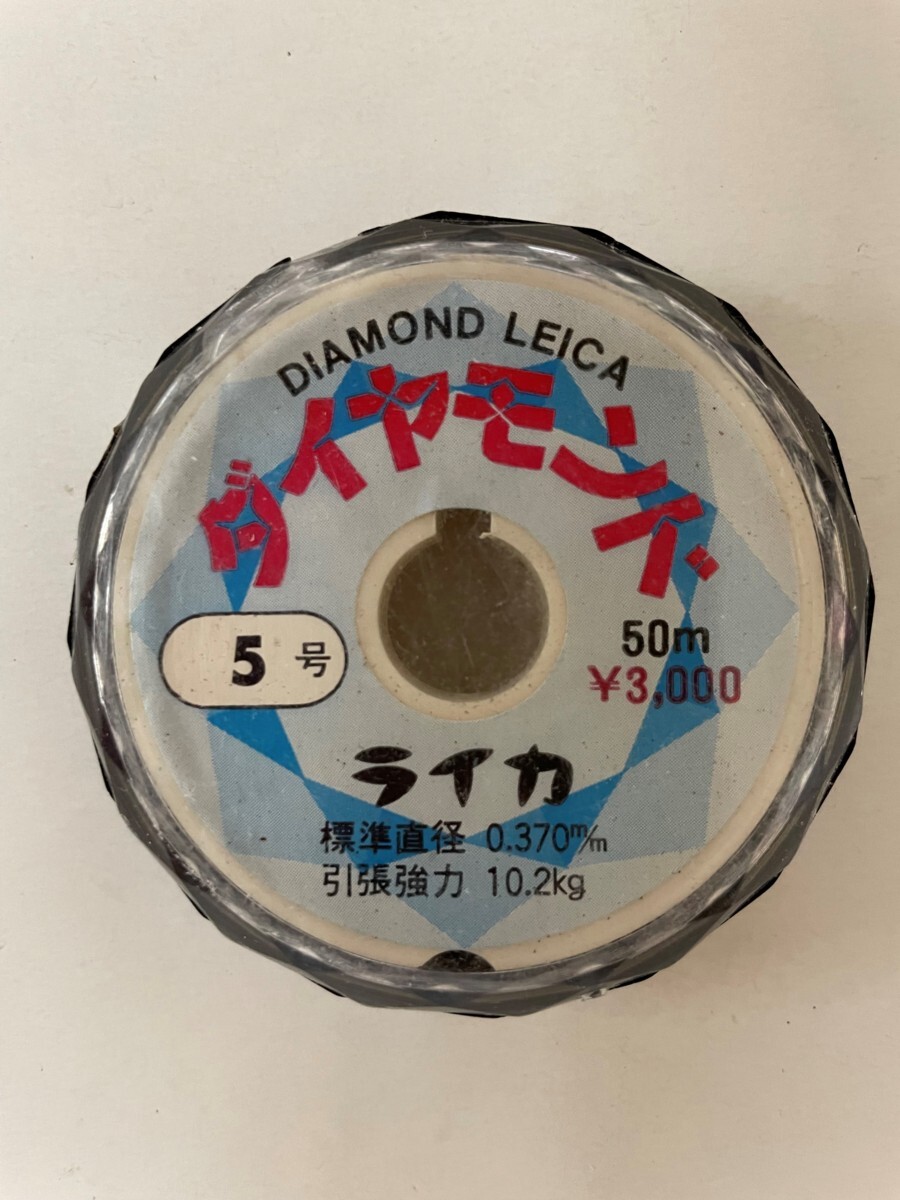 DIAMOND LEICA
ダイヤモンド
5号
50m
¥3,000
ライカ
標準直径 0.370m/m
引張強力 10.2kg